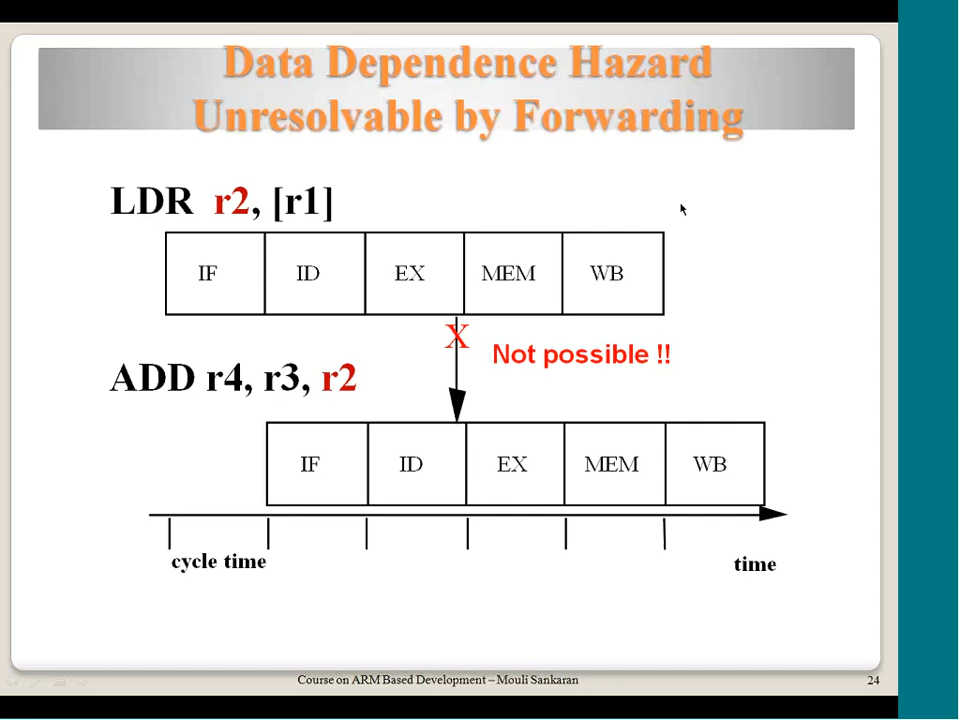 Data Dependence Hazard
Unresolvable by Forwarding
LDR r2, [r1]
IF ID EX MEM WB
X
Not possible !!
ADD r4, r3, r2
IF ID EX MEM WB
cycle time
time
Course on ARM Based Development – Mouli Sankaran
24